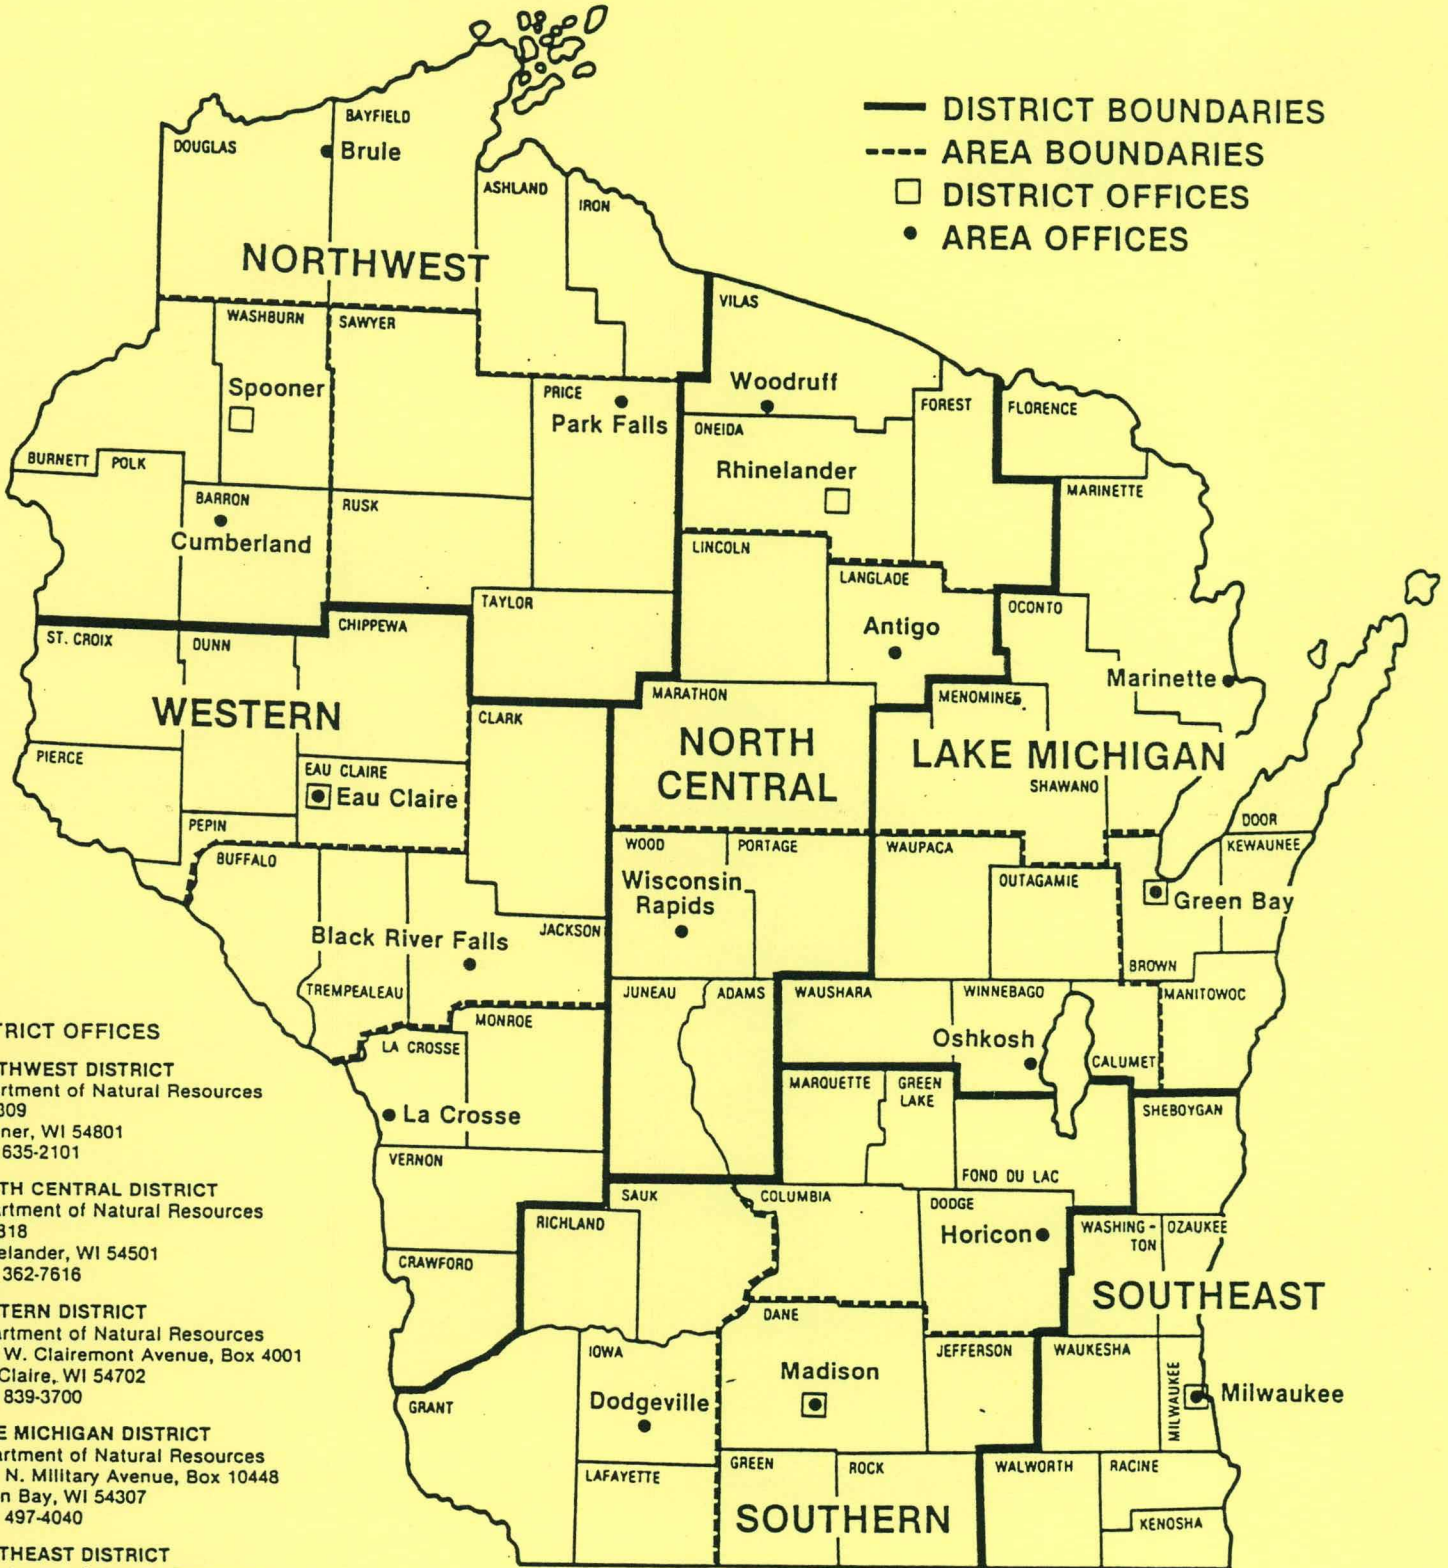 DISTRICT BOUNDARIES
AREA BOUNDARIES
DISTRICT OFFICES
AREA OFFICES
BAYFIELD
DOUGLAS
Brule
ASHLAND
IRON
NORTHWEST
VILAS
WASHBURN
SAWYER
Spooner
PRICE
Park Falls
Woodruff
FOREST
FLORENCE
ONEIDA
Rhinelander
BURNETT
POLK
BARRON
RUSK
MARINETTE
Cumberland
LINCOLN
LANGLADE
TAYLOR
OCONTO
ST. CROIX
DUNN
CHIPPEWA
Antigo
Marinette
WESTERN
CLARK
MARATHON
MENOMINEE
NORTH
CENTRAL
LAKE MICHIGAN
PIERCE
EAU CLAIRE
Eau Claire
SHAWANO
PEPIN
DOOR
BUFFALO
WOOD
PORTAGE
WAUPACA
KEWAUNEE
Wisconsin
Rapids
OUTAGAMIE
Green Bay
Black River Falls
JACKSON
BROWN
TREMPEALEAU
JUNEAU
ADAMS
WAUSHARA
WINNEBAGO
MANITOWOC
MONROE
LA CROSSE
Oshkosh
CALUMET
MARQUETTE
GREEN
LAKE
SHEBOYGAN
La Crosse
VERNON
FOND DU LAC
SAUK
COLUMBIA
DODGE
RICHLAND
Horicon
WASHING-
TON
OZAUKEE
CRAWFORD
SOUTHEAST
DANE
IOWA
JEFFERSON
WAUKESHA
Madison
MILWAUKEE
Milwaukee
GRANT
Dodgeville
LAFAYETTE
GREEN
ROCK
WALWORTH
RACINE
SOUTHERN
KENOSHA
TRICT OFFICES
THWEST DISTRICT
artment of Natural Resources
309
ner, WI 54801
635-2101
TH CENTRAL DISTRICT
artment of Natural Resources
818
elander, WI 54501
362-7616
TERN DISTRICT
artment of Natural Resources
W. Clairemont Avenue, Box 4001
Claire, WI 54702
839-3700
E MICHIGAN DISTRICT
artment of Natural Resources
N. Military Avenue, Box 10448
n Bay, WI 54307
497-4040
THEAST DISTRICT